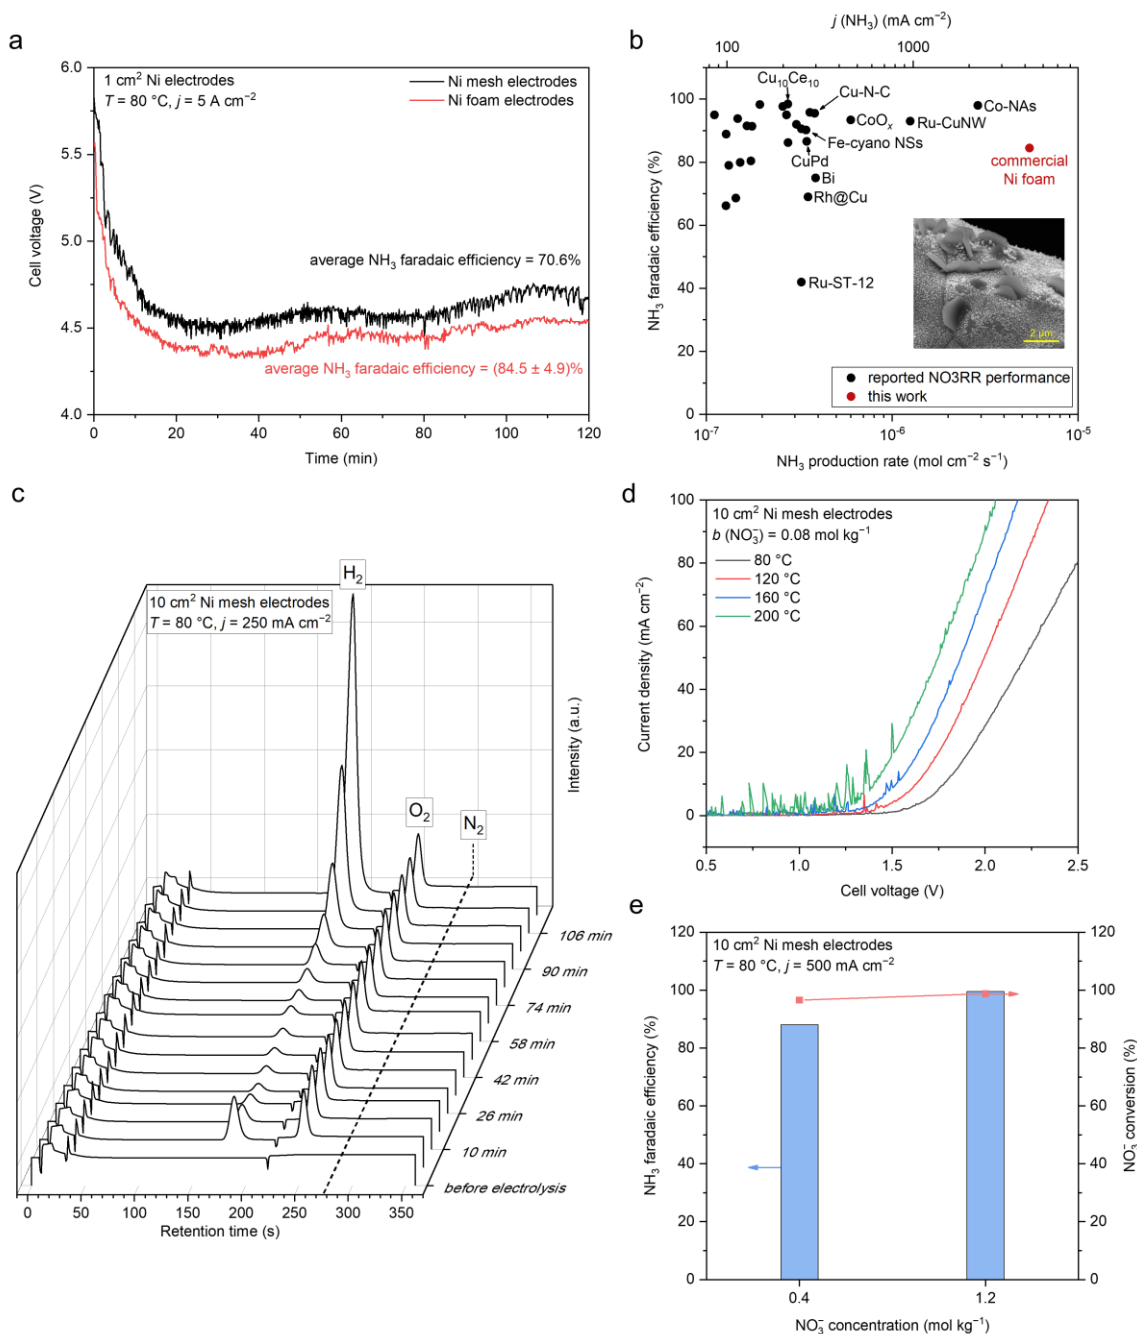 a
1 cm² Ni electrodes
T = 80 °C, j = 5 A cm⁻²
Ni mesh electrodes
Ni foam electrodes
average NH₃ faradaic efficiency = 70.6%
average NH₃ faradaic efficiency = (84.5 ± 4.9)%
6.0
5.5
5.0
4.5
4.0
Cell voltage (V)
0 20 40 60 80 100 120
Time (min)
b
j (NH₃) (mA cm⁻²)
100 1000
Cu₁₀Ce₁₀
Cu-N-C
Co-NAs
CoOₓ
Ru-CuNW
Fe-cyano NSs
CuPd
commercial
Ni foam
Bi
Rh@Cu
Ru-ST-12
2 μm
reported NO3RR performance
this work
120
100
80
60
40
20
0
NH₃ faradaic efficiency (%)
10⁻⁷ 10⁻⁶ 10⁻⁵
NH₃ production rate (mol cm⁻² s⁻¹)
c
10 cm² Ni mesh electrodes
T = 80 °C, j = 250 mA cm⁻²
H₂
O₂
N₂
Intensity (a.u.)
106 min
90 min
74 min
58 min
42 min
26 min
10 min
before electrolysis
0 50 100 150 200 250 300 350
Retention time (s)
d
10 cm² Ni mesh electrodes
b (NO₃⁻) = 0.08 mol kg⁻¹
80 °C
120 °C
160 °C
200 °C
100
80
60
40
20
0
Current density (mA cm⁻²)
0.5 1.0 1.5 2.0 2.5
Cell voltage (V)
e
10 cm² Ni mesh electrodes
T = 80 °C, j = 500 mA cm⁻²
120
100
80
60
40
20
0
NH₃ faradaic efficiency (%)
120
100
80
60
40
20
0
NO₃⁻ conversion (%)
0.4 1.2
NO₃⁻ concentration (mol kg⁻¹)